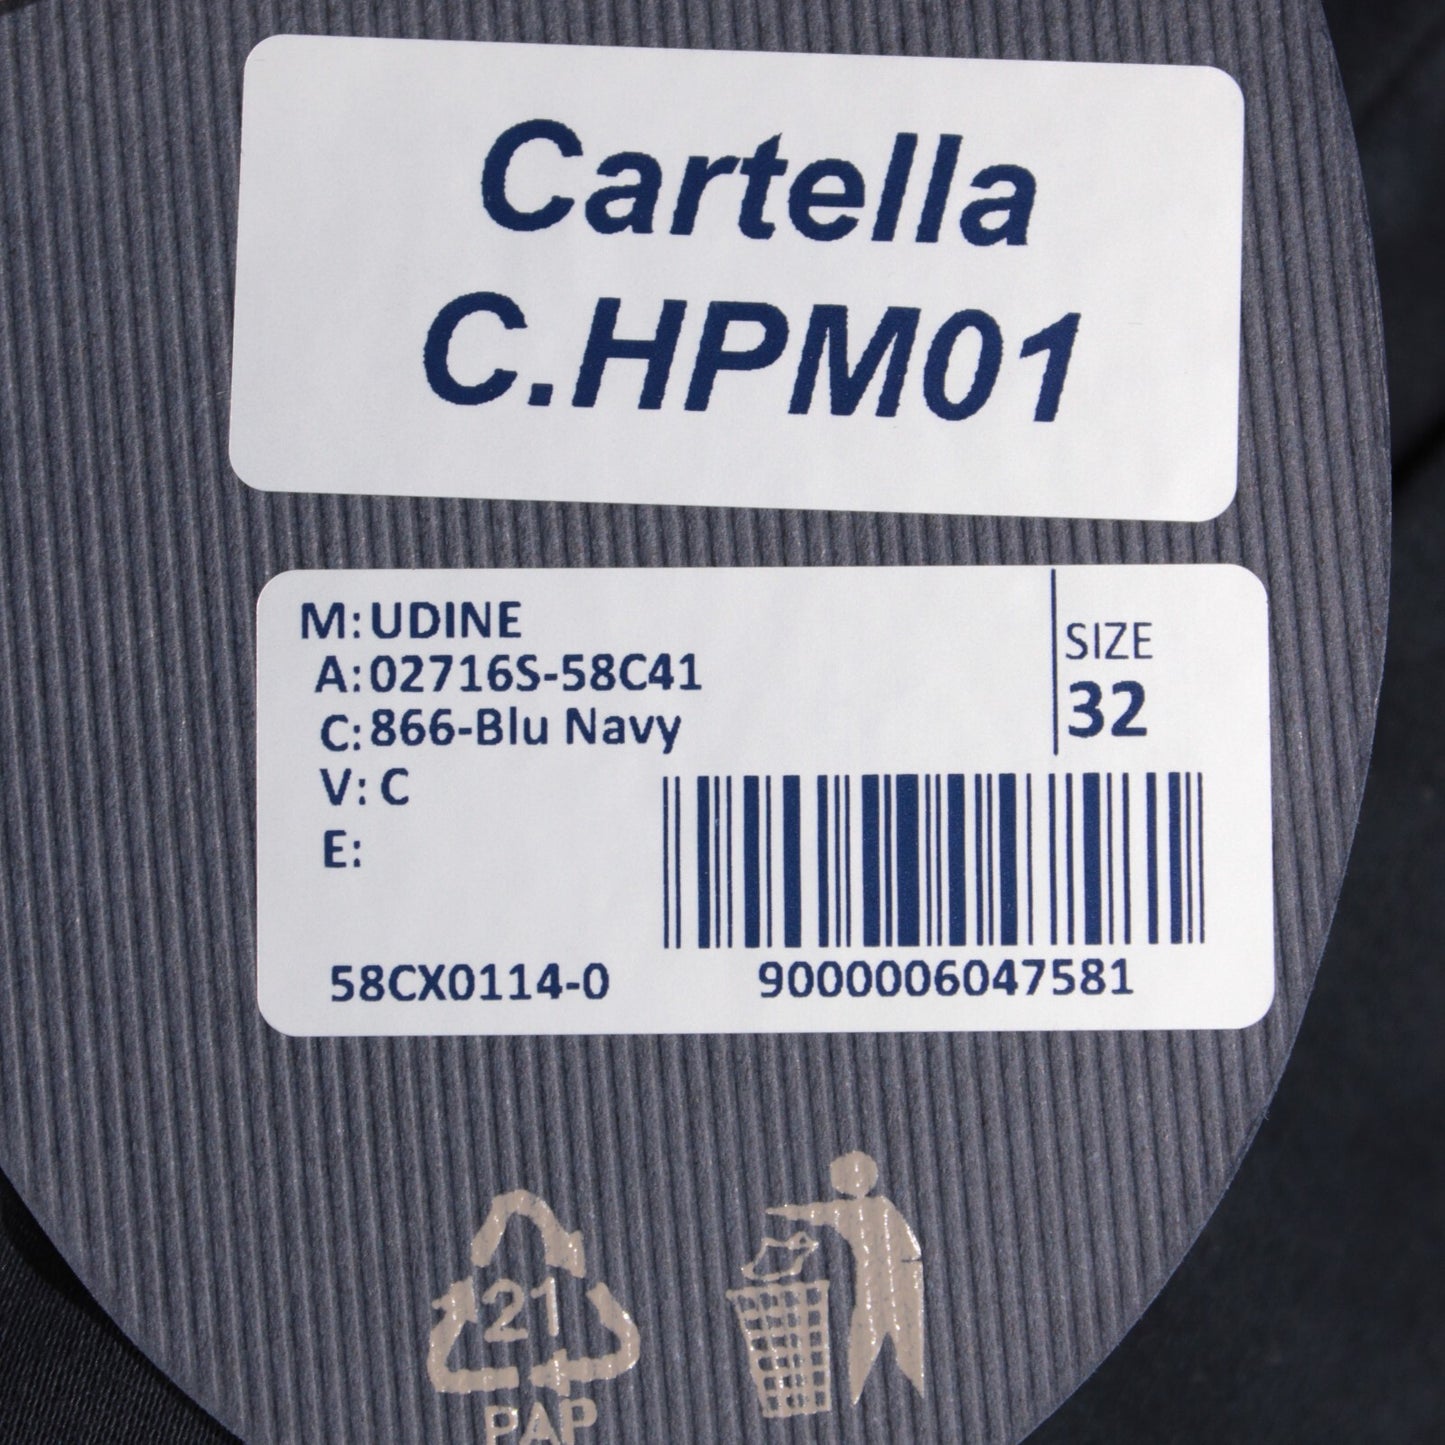 Cartella
C.HPM01
M: UDINE
A: 02716S-58C41
C: 866-Blu Navy
V: C
E:
SIZE
32
58CX0114-0
9000006047581
21
PAP